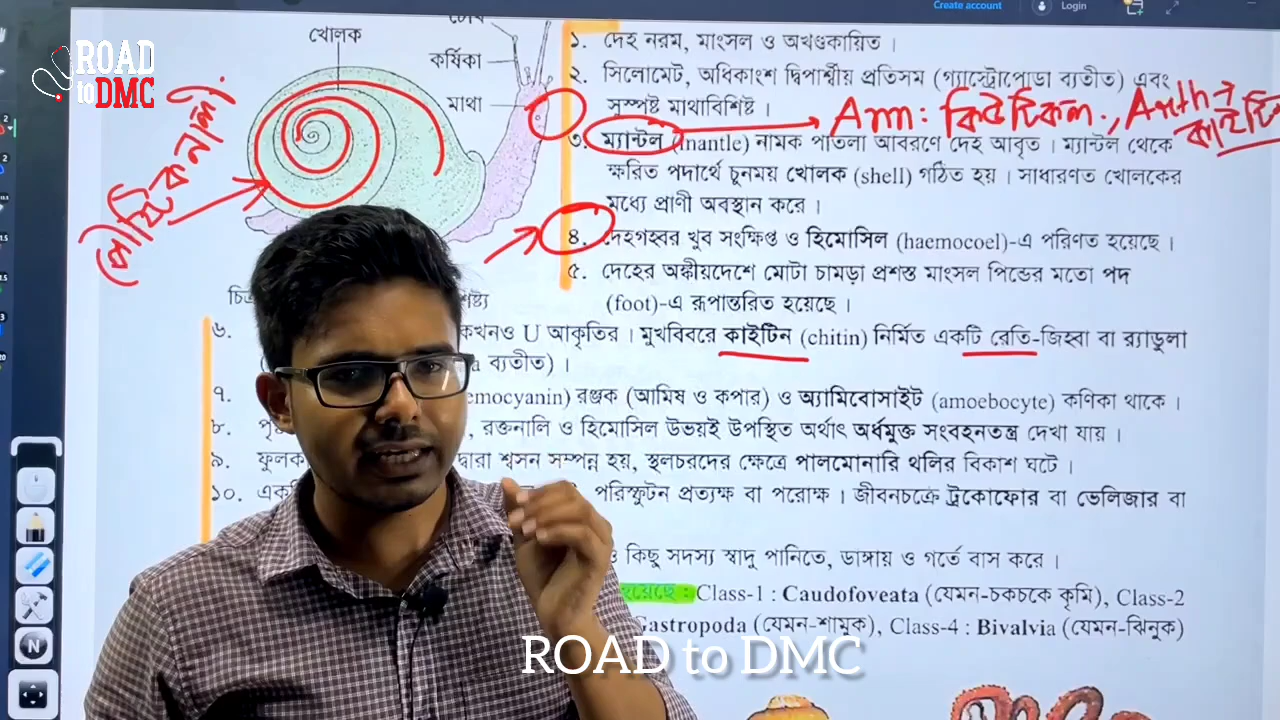 Create account
Login
ROAD
to DMC
চোখ
খোলক
কর্ষিকা
মাথা
পৌষ্টিকনালি
১. দেহ নরম, মাংসল ও অখণ্ডকায়িত ।
২. সিলোমেট, অধিকাংশ দ্বিপার্শ্বীয় প্রতিসম (গ্যাস্ট্রোপোডা ব্যতীত) এবং
সুস্পষ্ট মাথাবিশিষ্ট ।
Ann: কিউটিকল., Arth→
কাইটিন
৩. ম্যান্টল (mantle) নামক পাতলা আবরণে দেহ আবৃত । ম্যান্টল থেকে
ক্ষরিত পদার্থে চুনময় খোলক (shell) গঠিত হয় । সাধারণত খোলকের
মধ্যে প্রাণী অবস্থান করে ।
৪. দেহগহ্বর খুব সংক্ষিপ্ত ও হিমোসিল (haemocoel)-এ পরিণত হয়েছে ।
৫. দেহের অঙ্কীয়দেশে মোটা চামড়া প্রশস্ত মাংসল পিন্ডের মতো পদ
(foot)-এ রূপান্তরিত হয়েছে ।
৬. কখনও U আকৃতির । মুখবিবরে কাইটিন (chitin) নির্মিত একটি রেতি-জিহ্বা বা র‍্যাডুলা
ব্যতীত) ।
৭. রঞ্জক (আমিষ ও কপার) ও অ্যামিবোসাইট (amoebocyte) কণিকা থাকে ।
৮. রক্তনালি ও হিমোসিল উভয়ই উপস্থিত অর্থাৎ অর্ধমুক্ত সংবহনতন্ত্র দেখা যায় ।
৯. দ্বারা শ্বসন সম্পন্ন হয়, স্থলচরদের ক্ষেত্রে পালমোনারি থলির বিকাশ ঘটে ।
১০. পরিস্ফুটন প্রত্যক্ষ বা পরোক্ষ । জীবনচক্রে ট্রকোফোর বা ভেলিজার বা
ও কিছু সদস্য স্বাদু পানিতে, ডাঙ্গায় ও গর্তে বাস করে ।
হয়েছে : Class-1 : Caudofoveata (যেমন-চকচকে কৃমি), Class-2
Gastropoda (যেমন-শামুক), Class-4 : Bivalvia (যেমন-ঝিনুক)
ROAD to DMC